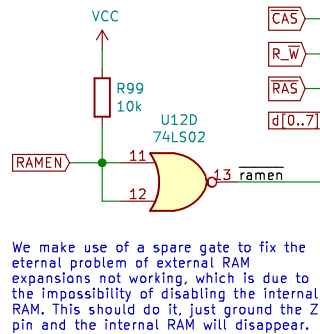 VCC
CAS
R_W
R99
10k
RAS
U12D
74LS02
d[0..7]
RAMEN
11
12
13
ramen
We make use of a spare gate to fix the
eternal problem of external RAM
expansions not working, which is due to
the impossibility of disabling the internal
RAM. This should do it, just ground the Z
pin and the internal RAM will disappear.